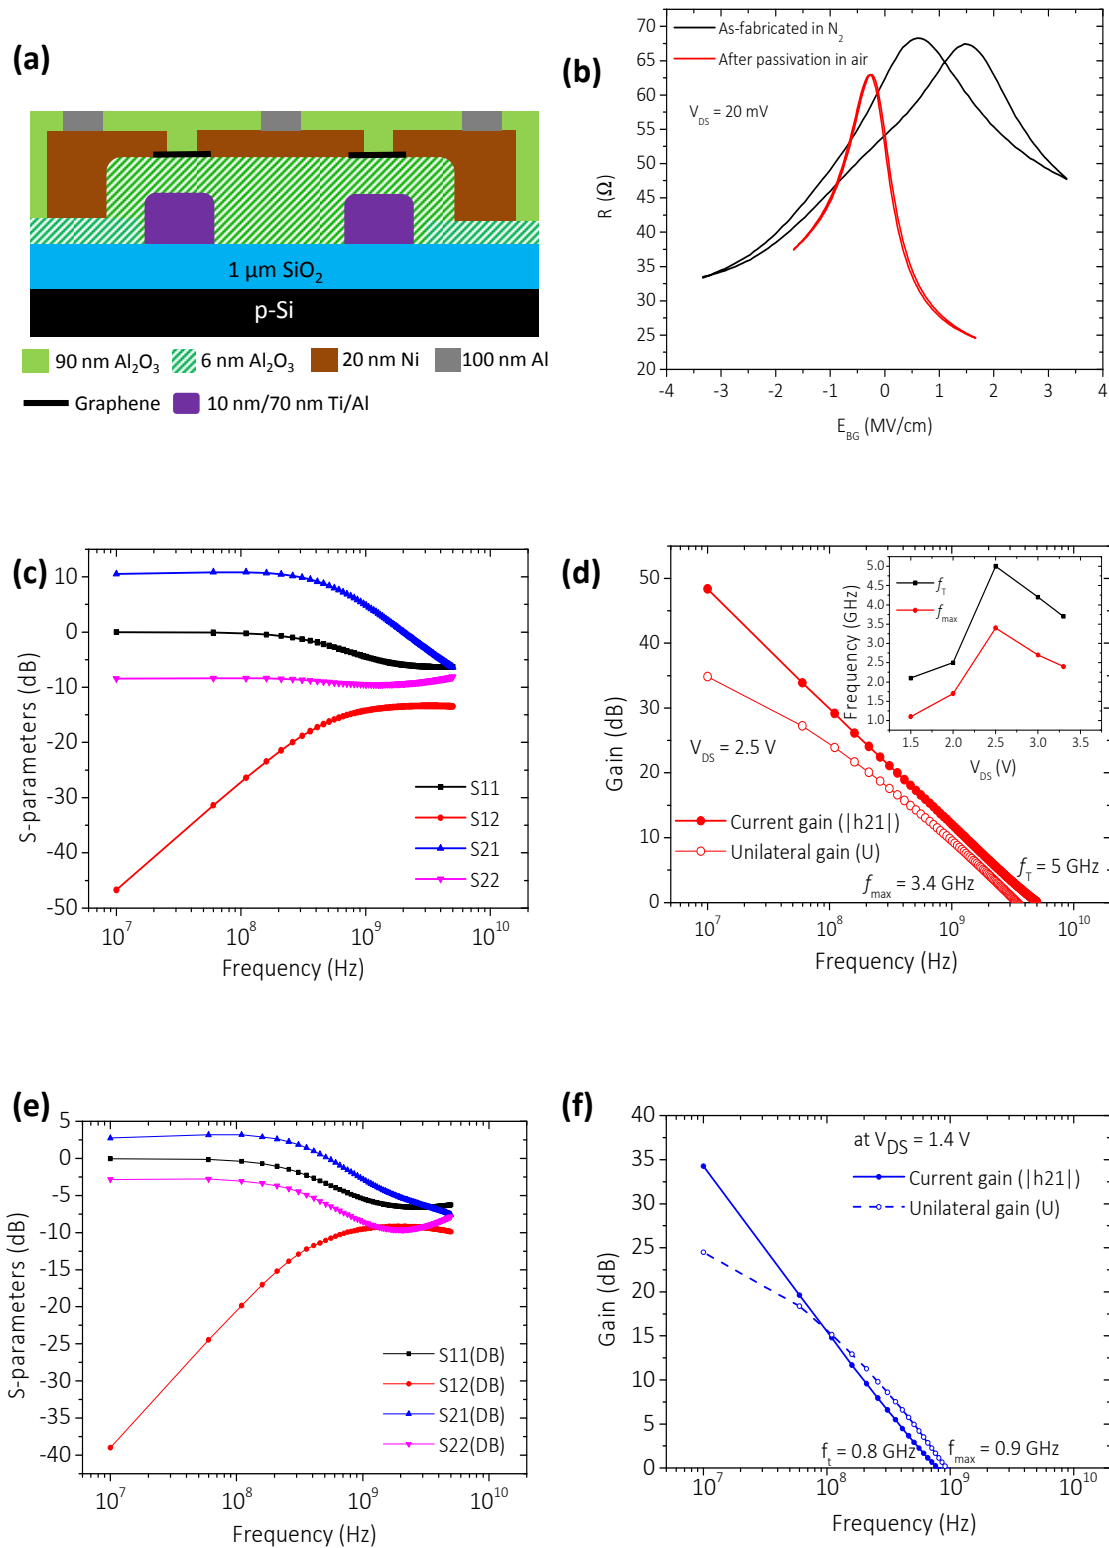 (a)
1 µm SiO2
p-Si
90 nm Al2O3 6 nm Al2O3 20 nm Ni 100 nm Al
Graphene 10 nm/70 nm Ti/Al
(b)
As-fabricated in N2
After passivation in air
VDS = 20 mV
70
65
60
55
50
45
40
35
30
25
20
R (Ω)
-4 -3 -2 -1 0 1 2 3 4
EBG (MV/cm)
(c)
10
0
-10
-20
-30
-40
-50
S-parameters (dB)
S11
S12
S21
S22
10^7 10^8 10^9 10^10
Frequency (Hz)
(d)
50
40
30
20
10
0
Gain (dB)
VDS = 2.5 V
Current gain (|h21|)
Unilateral gain (U)
fT = 5 GHz
fmax = 3.4 GHz
10^7 10^8 10^9 10^10
Frequency (Hz)
5.0
4.5
4.0
3.5
3.0
2.5
2.0
1.5
1.0
Frequency (GHz)
fT
fmax
1.5 2.0 2.5 3.0 3.5
VDS (V)
(e)
5
0
-5
-10
-15
-20
-25
-30
-35
-40
S-parameters (dB)
S11(DB)
S12(DB)
S21(DB)
S22(DB)
10^7 10^8 10^9 10^10
Frequency (Hz)
(f)
40
35
30
25
20
15
10
5
0
Gain (dB)
at VDS = 1.4 V
Current gain (|h21|)
Unilateral gain (U)
ft = 0.8 GHz fmax = 0.9 GHz
10^7 10^8 10^9 10^10
Frequency (Hz)